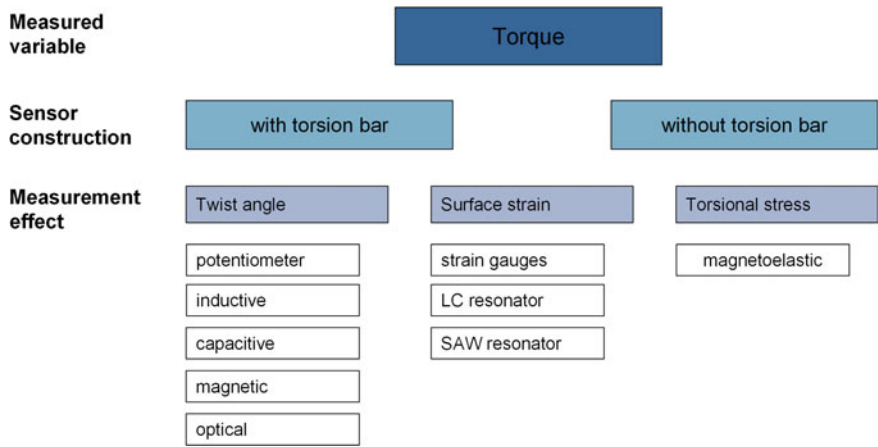 Measured
variable
Torque
Sensor
construction
with torsion bar
without torsion bar
Measurement
effect
Twist angle
Surface strain
Torsional stress
potentiometer
strain gauges
magnetoelastic
inductive
LC resonator
capacitive
SAW resonator
magnetic
optical